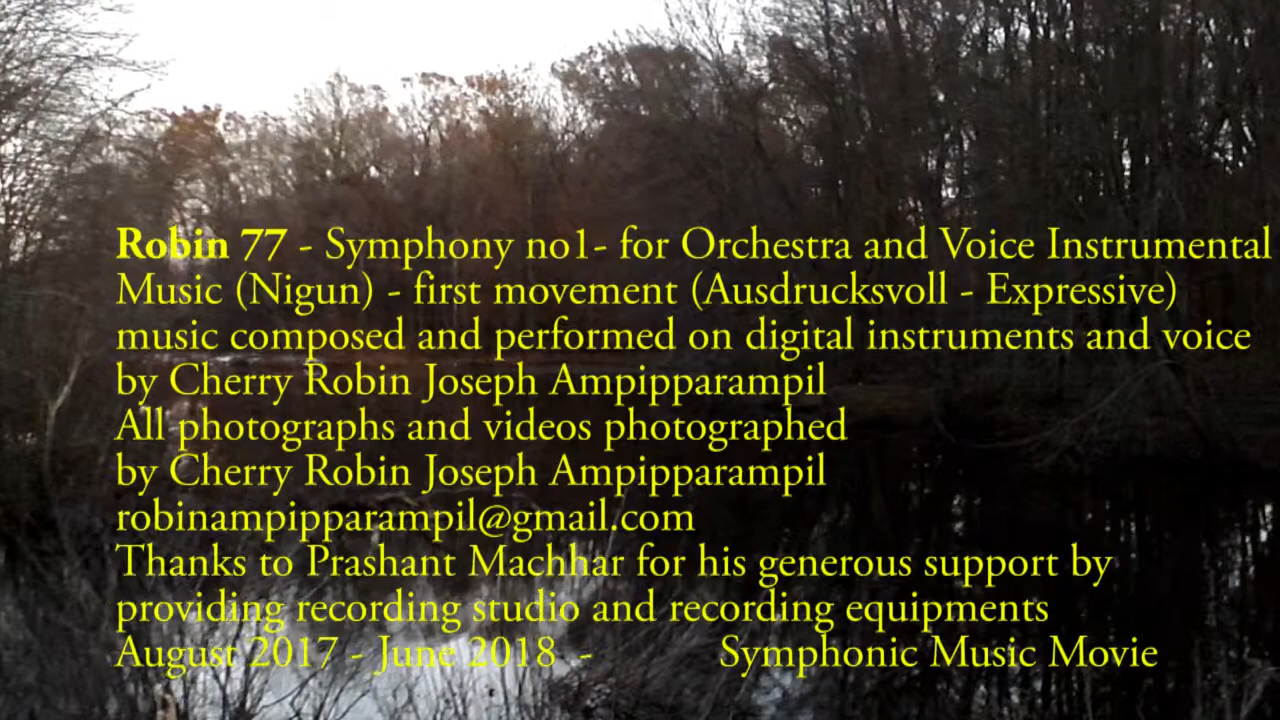 Robin 77 - Symphony no1- for Orchestra and Voice Instrumental
Music (Nigun) - first movement (Ausdrucksvoll - Expressive)
music composed and performed on digital instruments and voice
by Cherry Robin Joseph Ampipparampil
All photographs and videos photographed
by Cherry Robin Joseph Ampipparampil
robinampipparampil@gmail.com
Thanks to Prashant Machhar for his generous support by
providing recording studio and recording equipments
August 2017 - June 2018 - Symphonic Music Movie